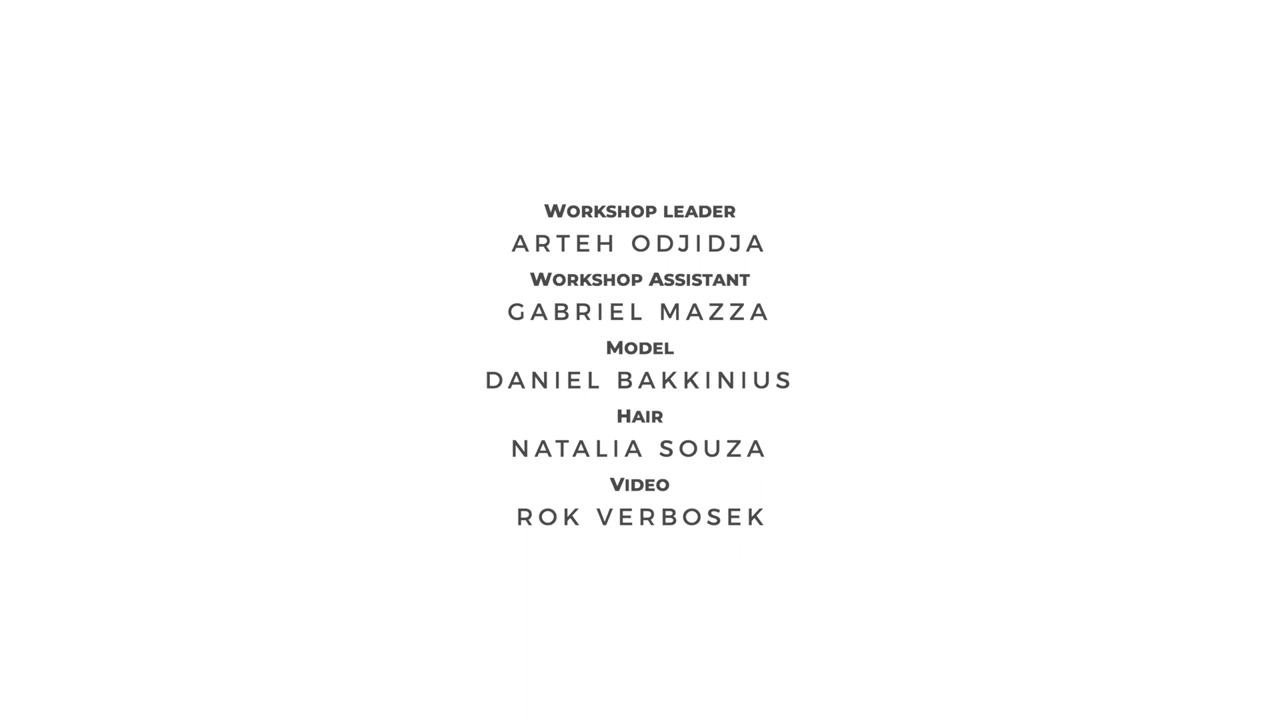 Workshop leader
ARTEH ODJIDJA
Workshop Assistant
GABRIEL MAZZA
Model
DANIEL BAKKINIUS
Hair
NATALIA SOUZA
Video
ROK VERBOSEK